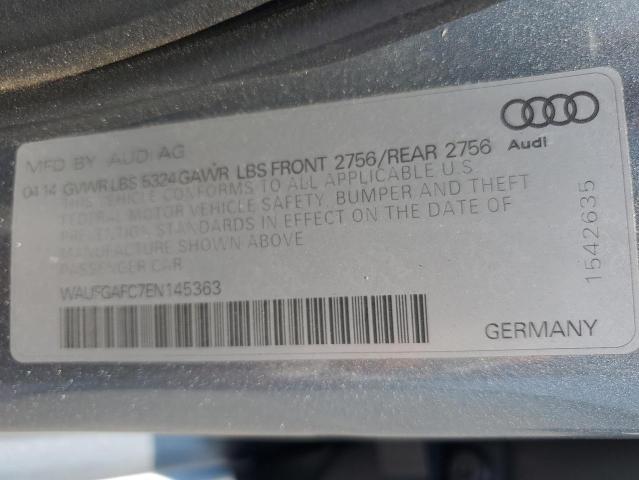 MFD BY AUDI AG
04 14 GVWR LBS 5324 GAWR LBS FRONT 2756/REAR 2756
THIS VEHICLE CONFORMS TO ALL APPLICABLE U.S.
FEDERAL MOTOR VEHICLE SAFETY, BUMPER AND THEFT
PREVENTION STANDARDS IN EFFECT ON THE DATE OF
MANUFACTURE SHOWN ABOVE
PASSENGER CAR
WAUFGAFC7EN145363
Audi
1542635
GERMANY